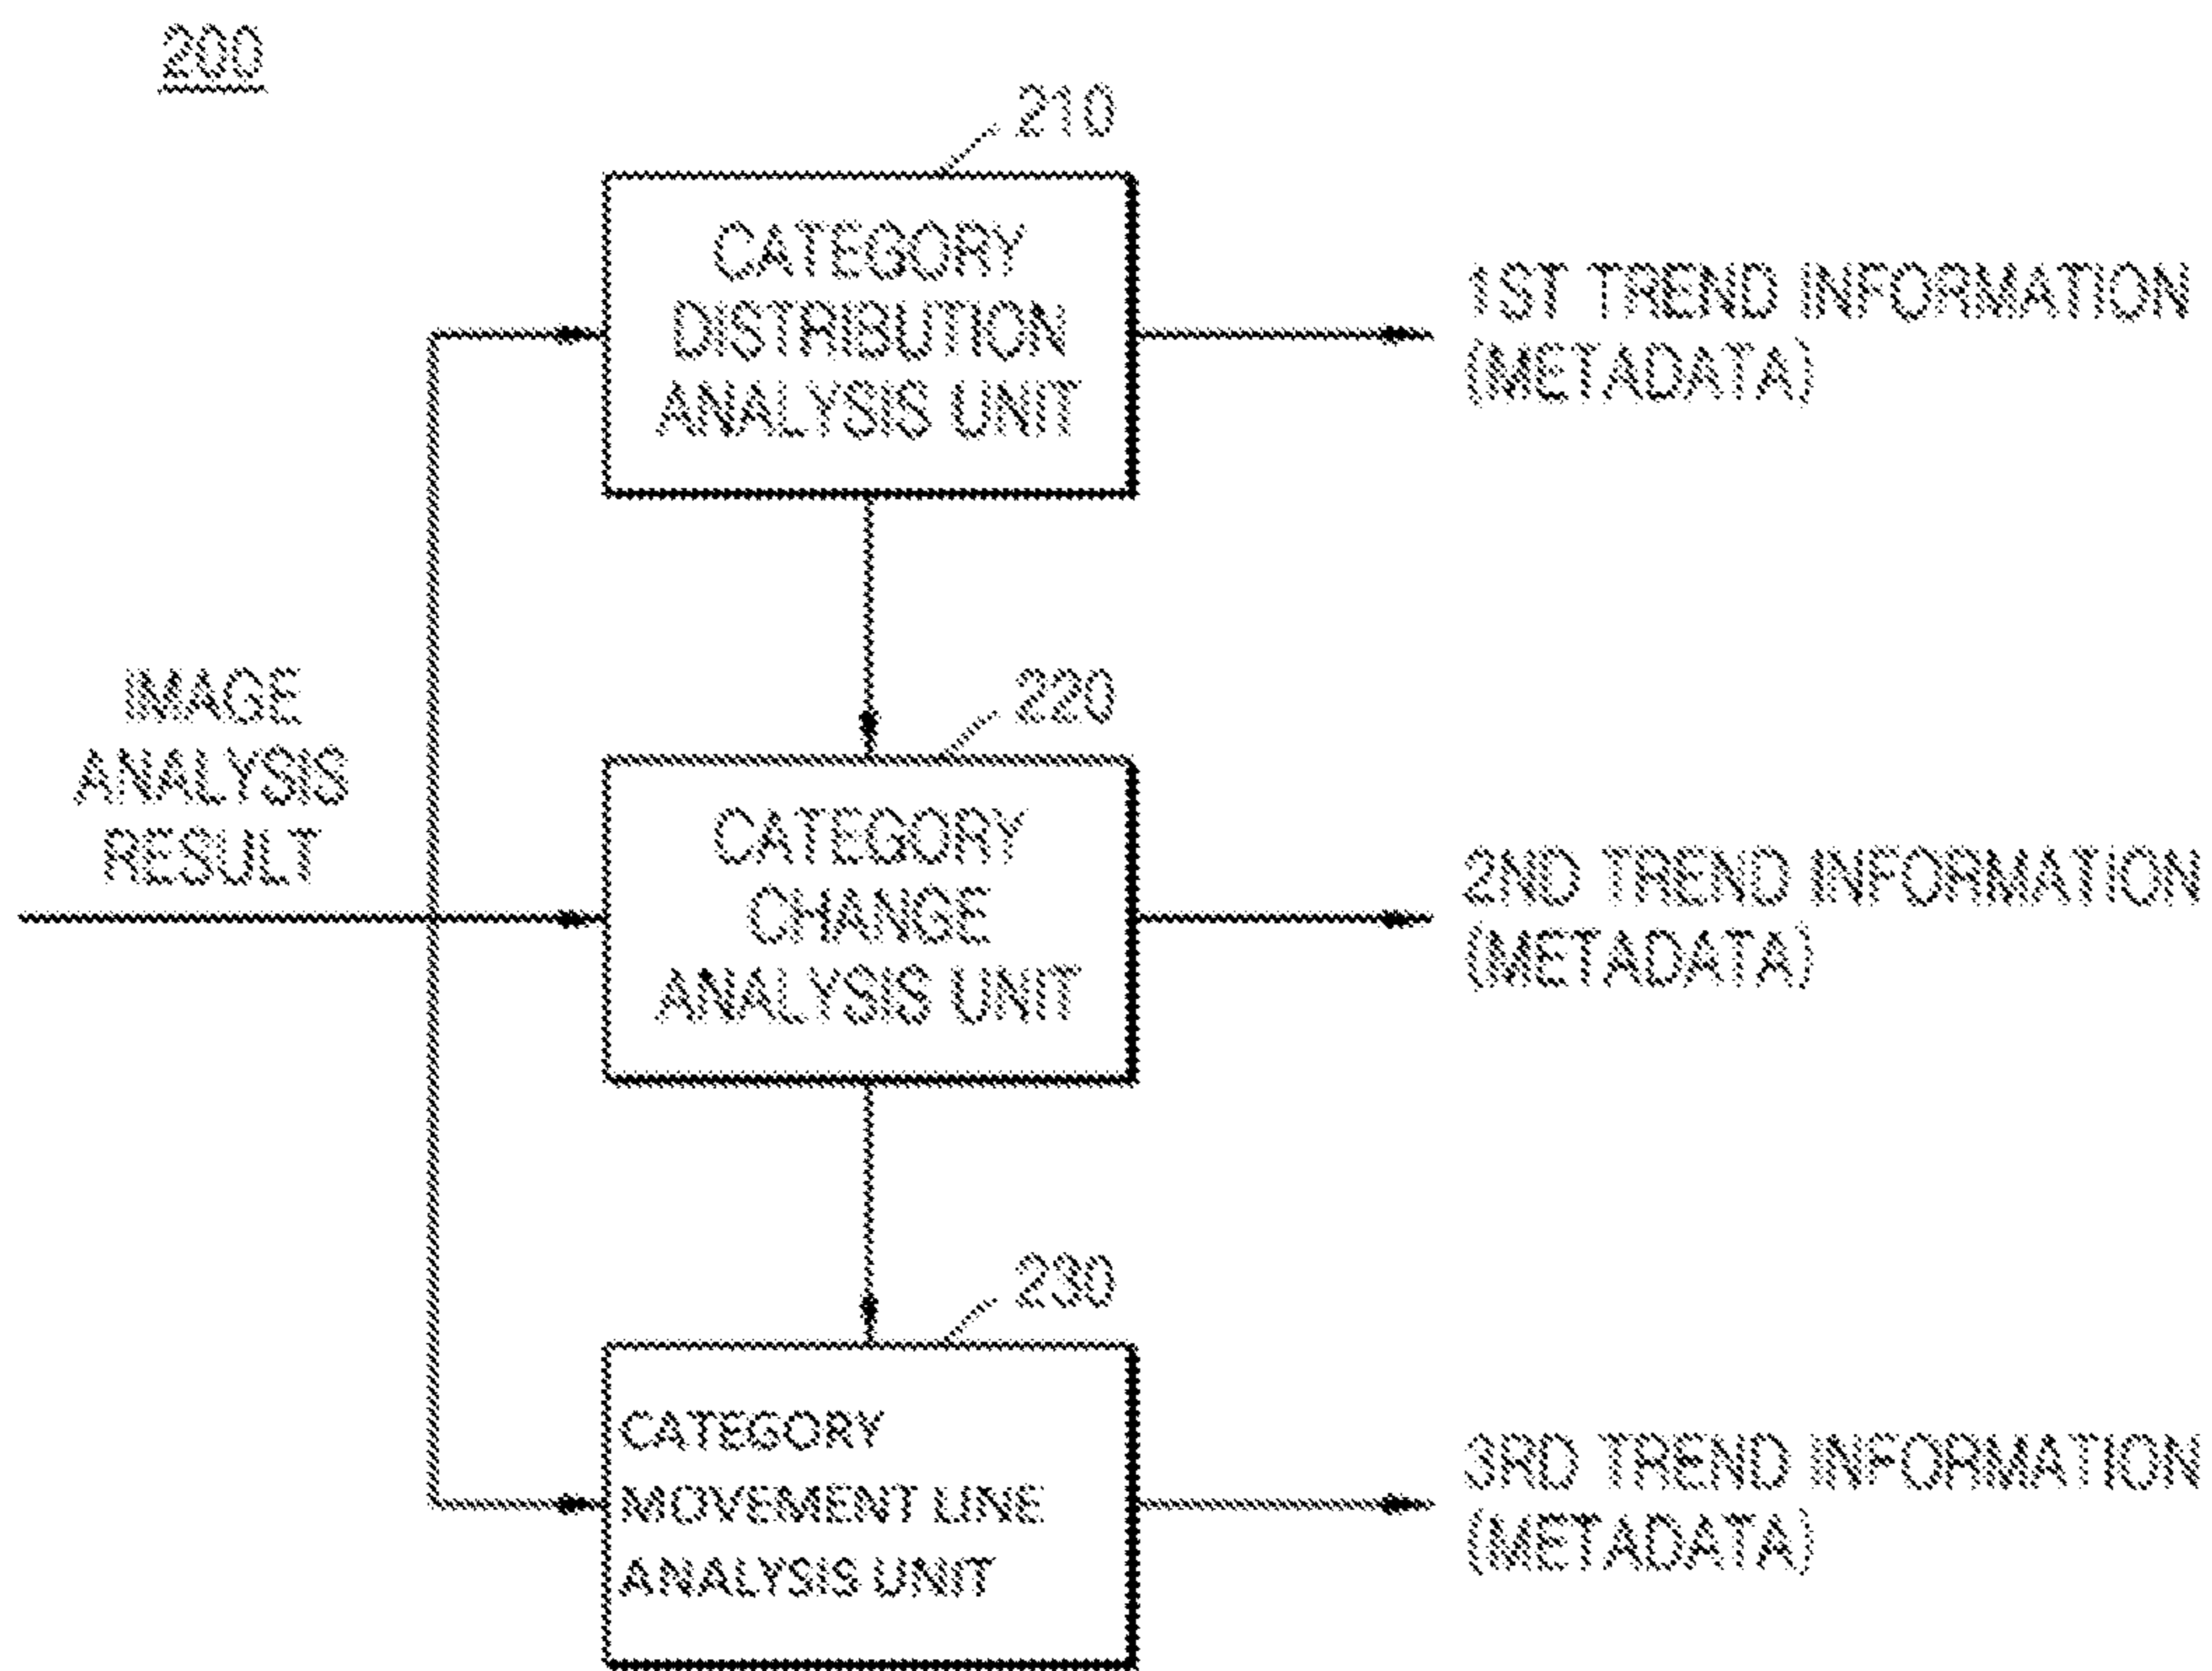 200
210
CATEGORY
DISTRIBUTION
ANALYSIS UNIT
1ST TREND INFORMATION
(METADATA)
IMAGE
ANALYSIS
RESULT
220
CATEGORY
CHANGE
ANALYSIS UNIT
2ND TREND INFORMATION
(METADATA)
230
CATEGORY
MOVEMENT LINE
ANALYSIS UNIT
3RD TREND INFORMATION
(METADATA)